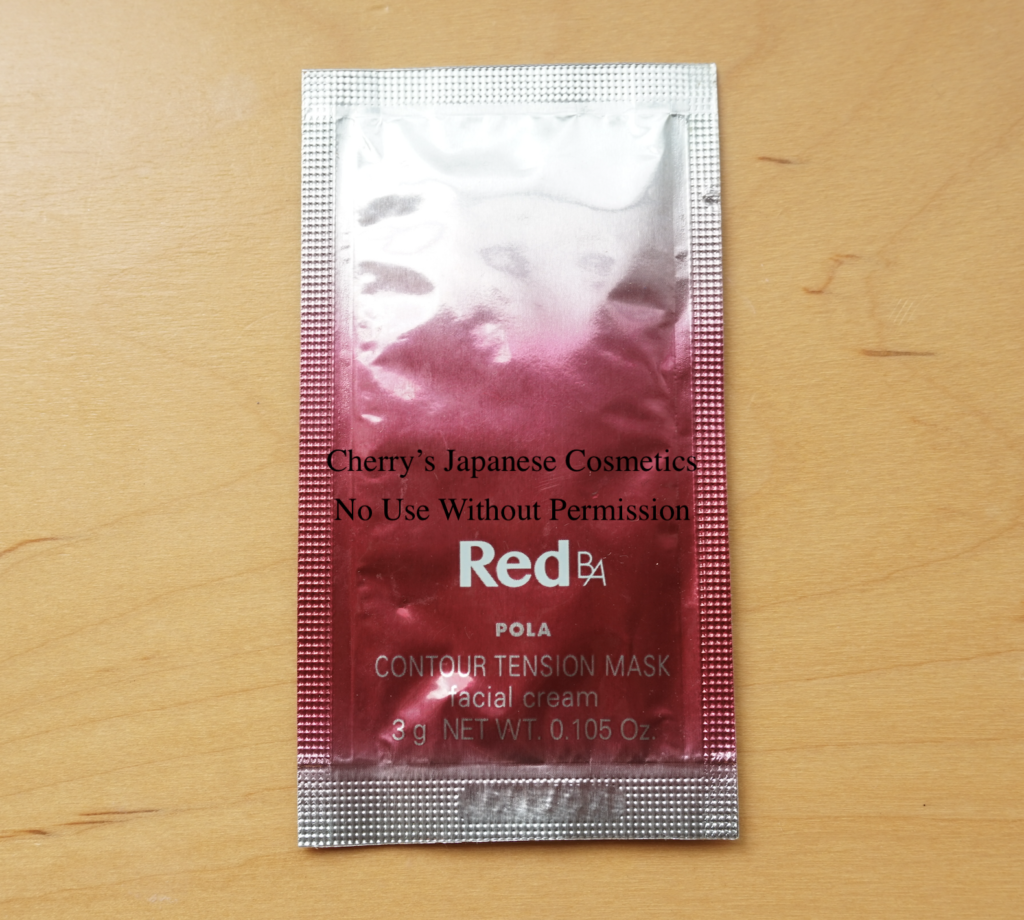 Cherry's Japanese Cosmetics
No Use Without Permission
Red BA
POLA
CONTOUR TENSION MASK
facial cream
3 g NET WT. 0.105 Oz.